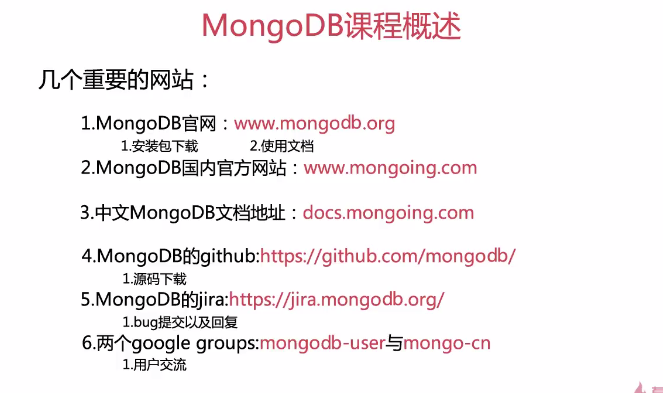 MongoDB课程概述
几个重要的网站：
1.MongoDB官网：www.mongodb.org
1.安装包下载 2.使用文档
2.MongoDB国内官方网站：www.mongoing.com
3.中文MongoDB文档地址：docs.mongoing.com
4.MongoDB的github:https://github.com/mongodb/
1.源码下载
5.MongoDB的jira:https://jira.mongodb.org/
1.bug提交以及回复
6.两个google groups:mongodb-user与mongo-cn
1.用户交流